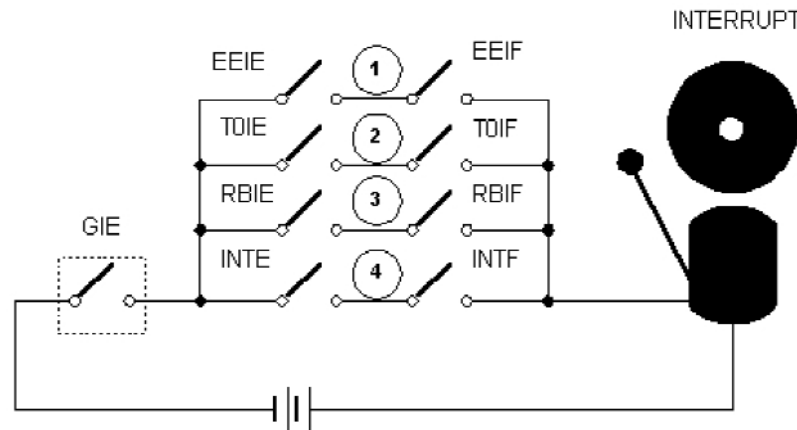 INTERRUPT
EEIE 1 EEIF
T0IE 2 T0IF
RBIE 3 RBIF
GIE
INTE 4 INTF